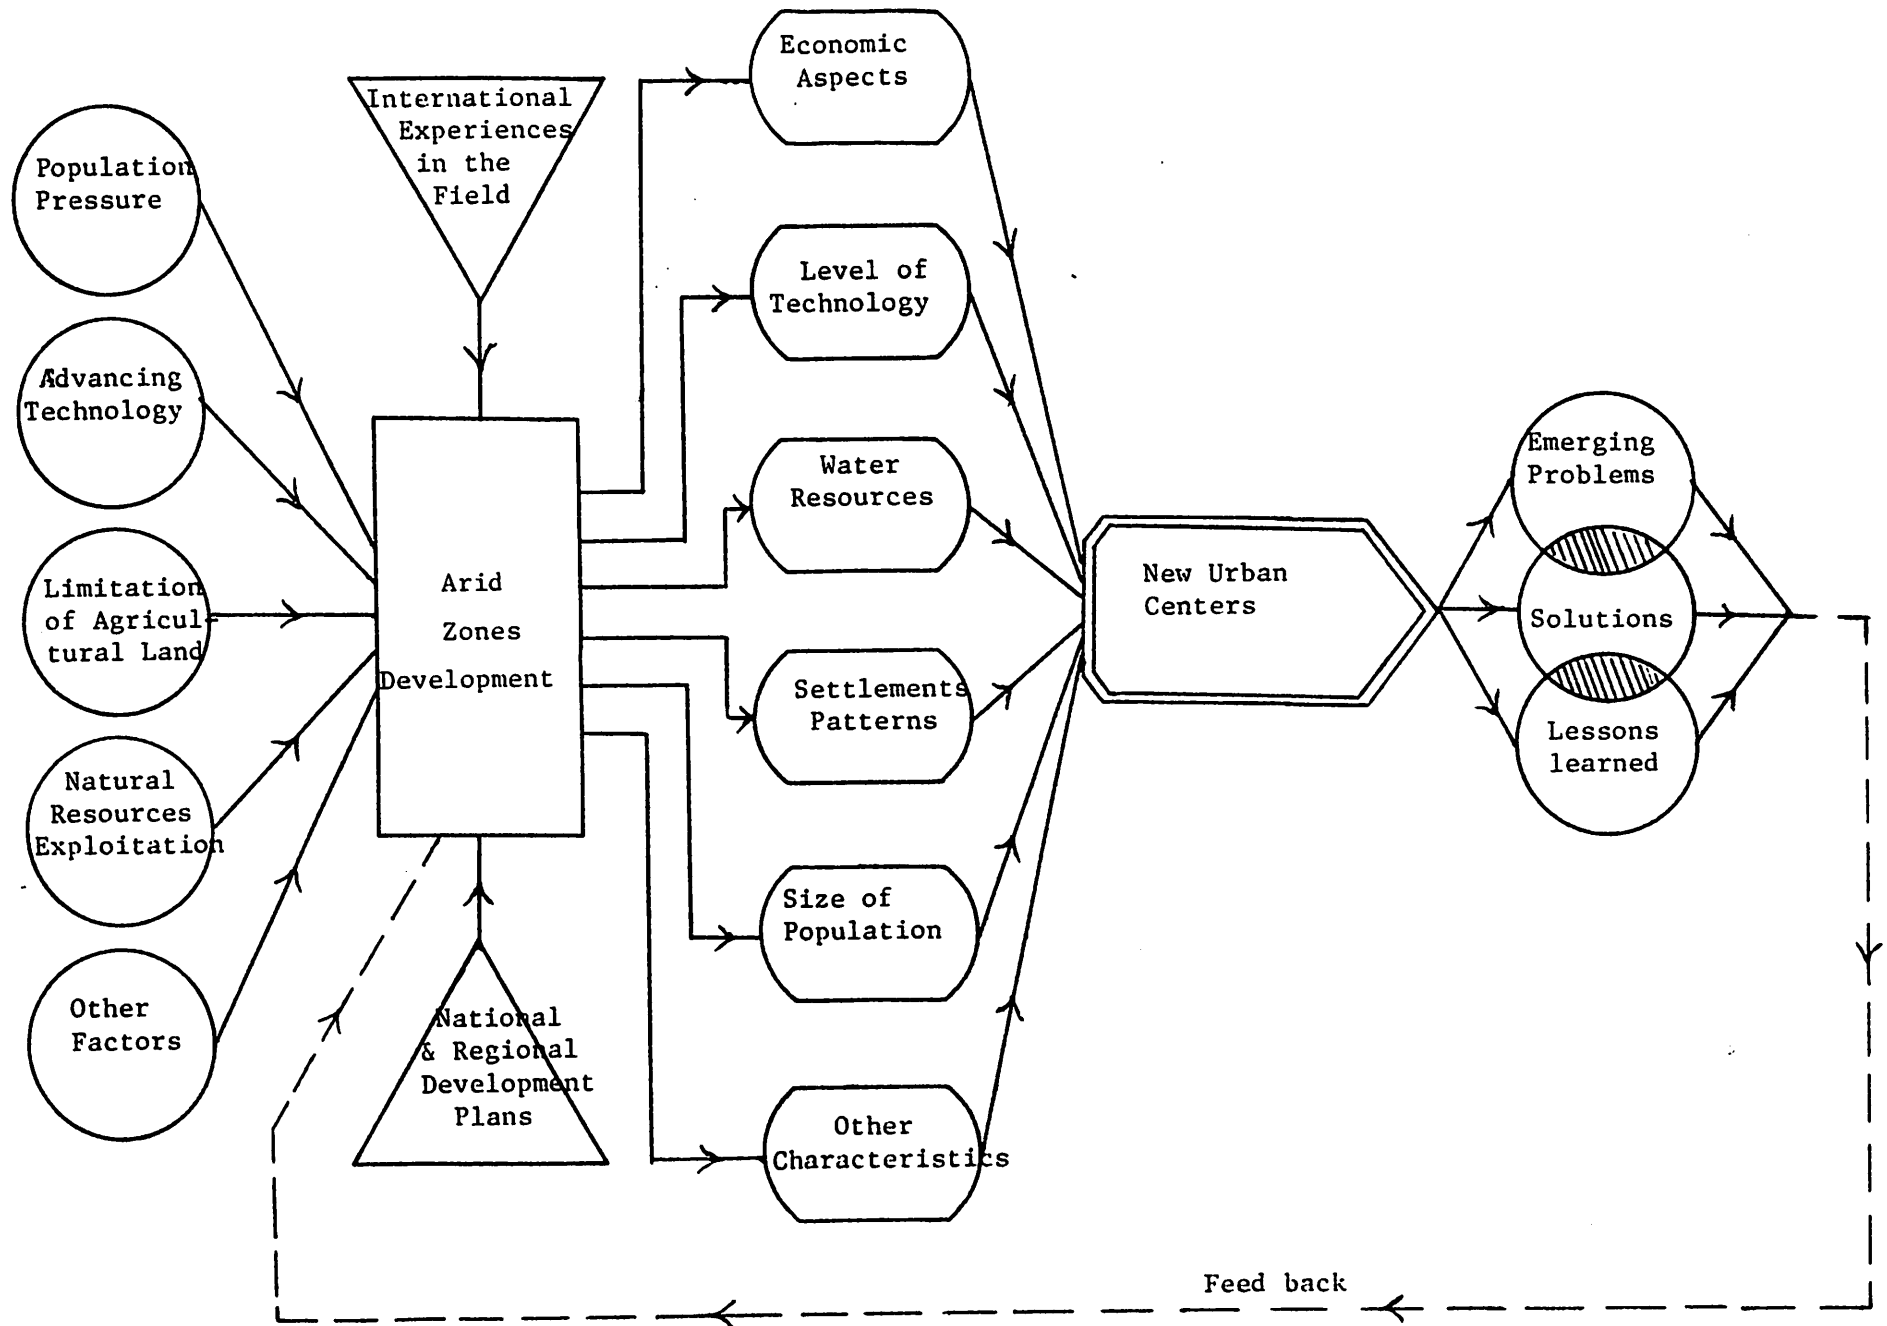 Population
Pressure
Advancing
Technology
Limitation
of Agricul-
tural Land
Natural
Resources
Exploitation
Other
Factors
International
Experiences
in the
Field
Arid
Zones
Development
National
& Regional
Development
Plans
Economic
Aspects
Level of
Technology
Water
Resources
Settlements
Patterns
Size of
Population
Other
Characteristics
New Urban
Centers
Emerging
Problems
Solutions
Lessons
learned
Feed back